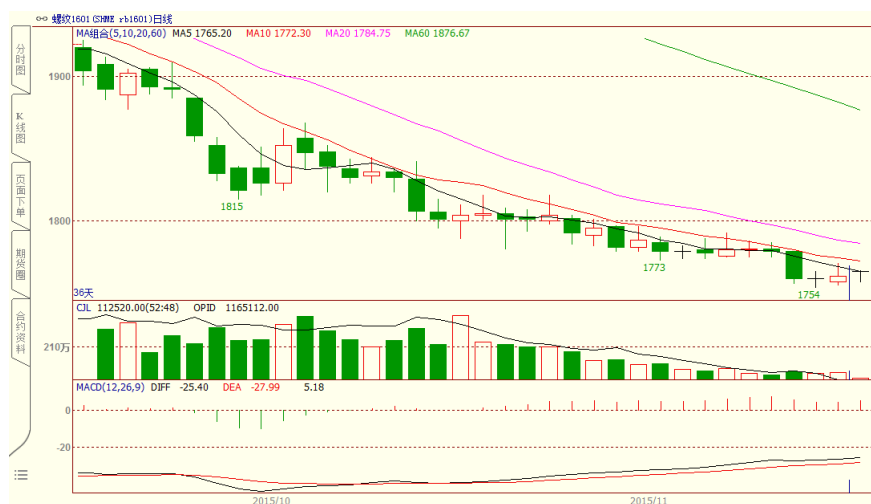 螺纹1601(SHME rb1601)日线
MA组合(5,10,20,60) MA5 1765.20 MA10 1772.30 MA20 1784.75 MA60 1876.67
分时图
K线图
页面下单
期货圈
合约资料
1900
1800
1815
1773
1754
36天
CJL 112520.00(52:48) OPID 1165112.00
210万
MACD(12,26,9) DIFF -25.40 DEA -27.99 5.18
0
-20
2015/10 2015/11